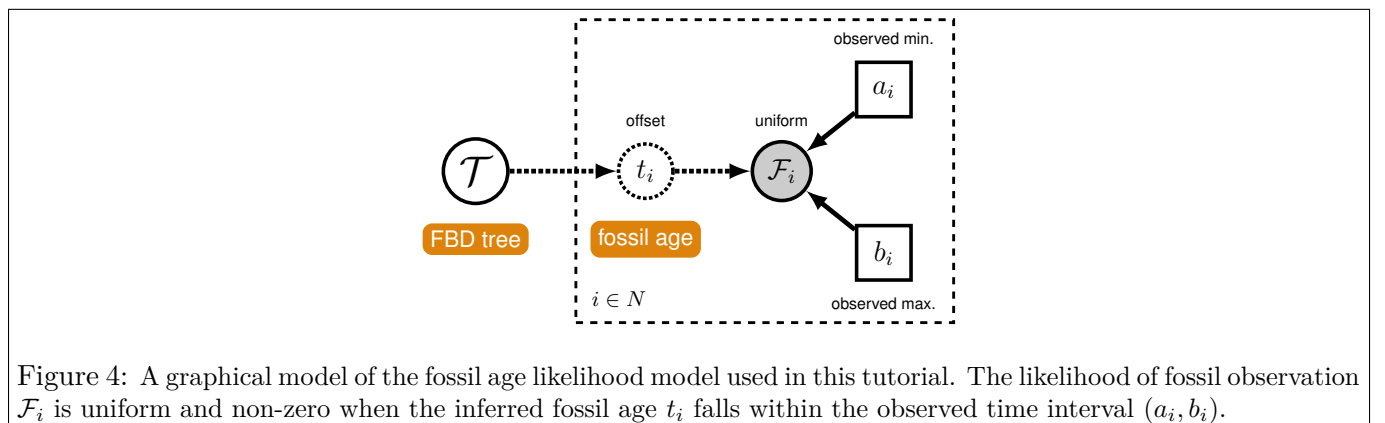 observed min.
a_i
offset
uniform
𝒯
t_i
ℱ_i
FBD tree
fossil age
b_i
i ∈ N
observed max.
Figure 4: A graphical model of the fossil age likelihood model used in this tutorial. The likelihood of fossil observation
ℱ_i is uniform and non-zero when the inferred fossil age t_i falls within the observed time interval (a_i, b_i).